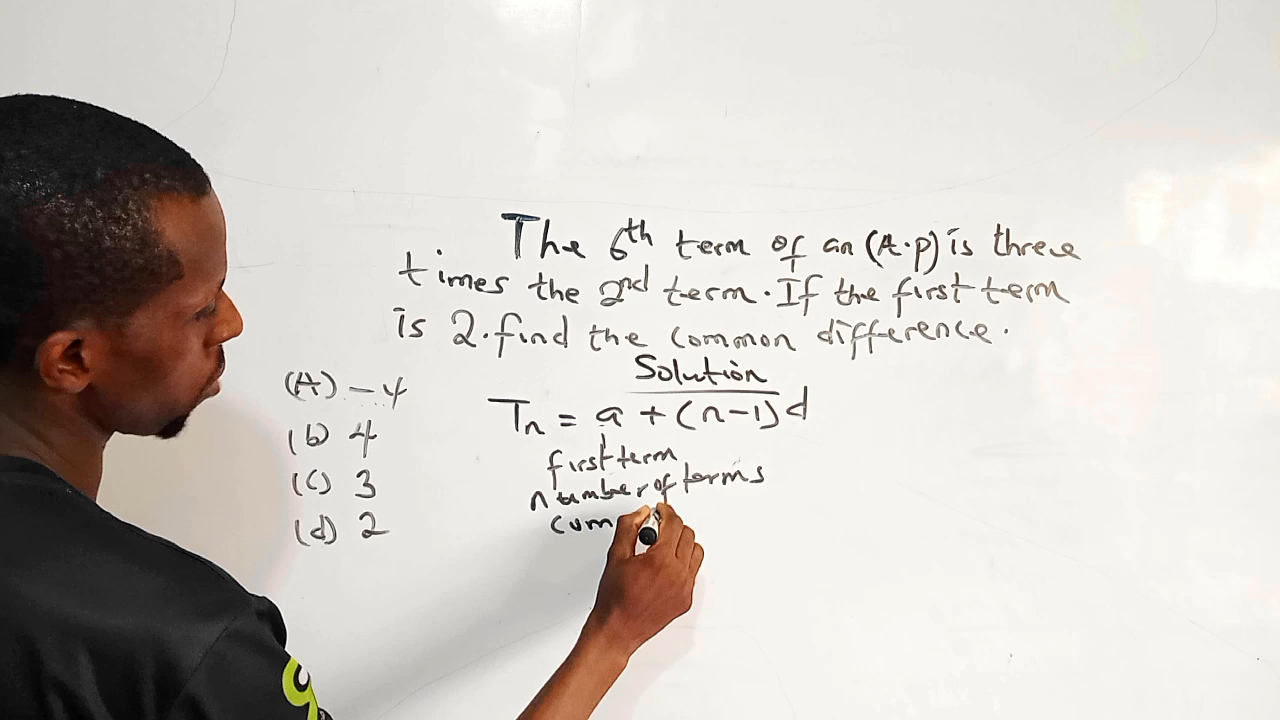 The 6th term of an (A.p) is three
times the 2nd term. If the first term
is 2. find the common difference.
Solution
(A) -4
(b) 4
(c) 3
(d) 2
Tn = a + (n-1)d
first term
number of terms
com